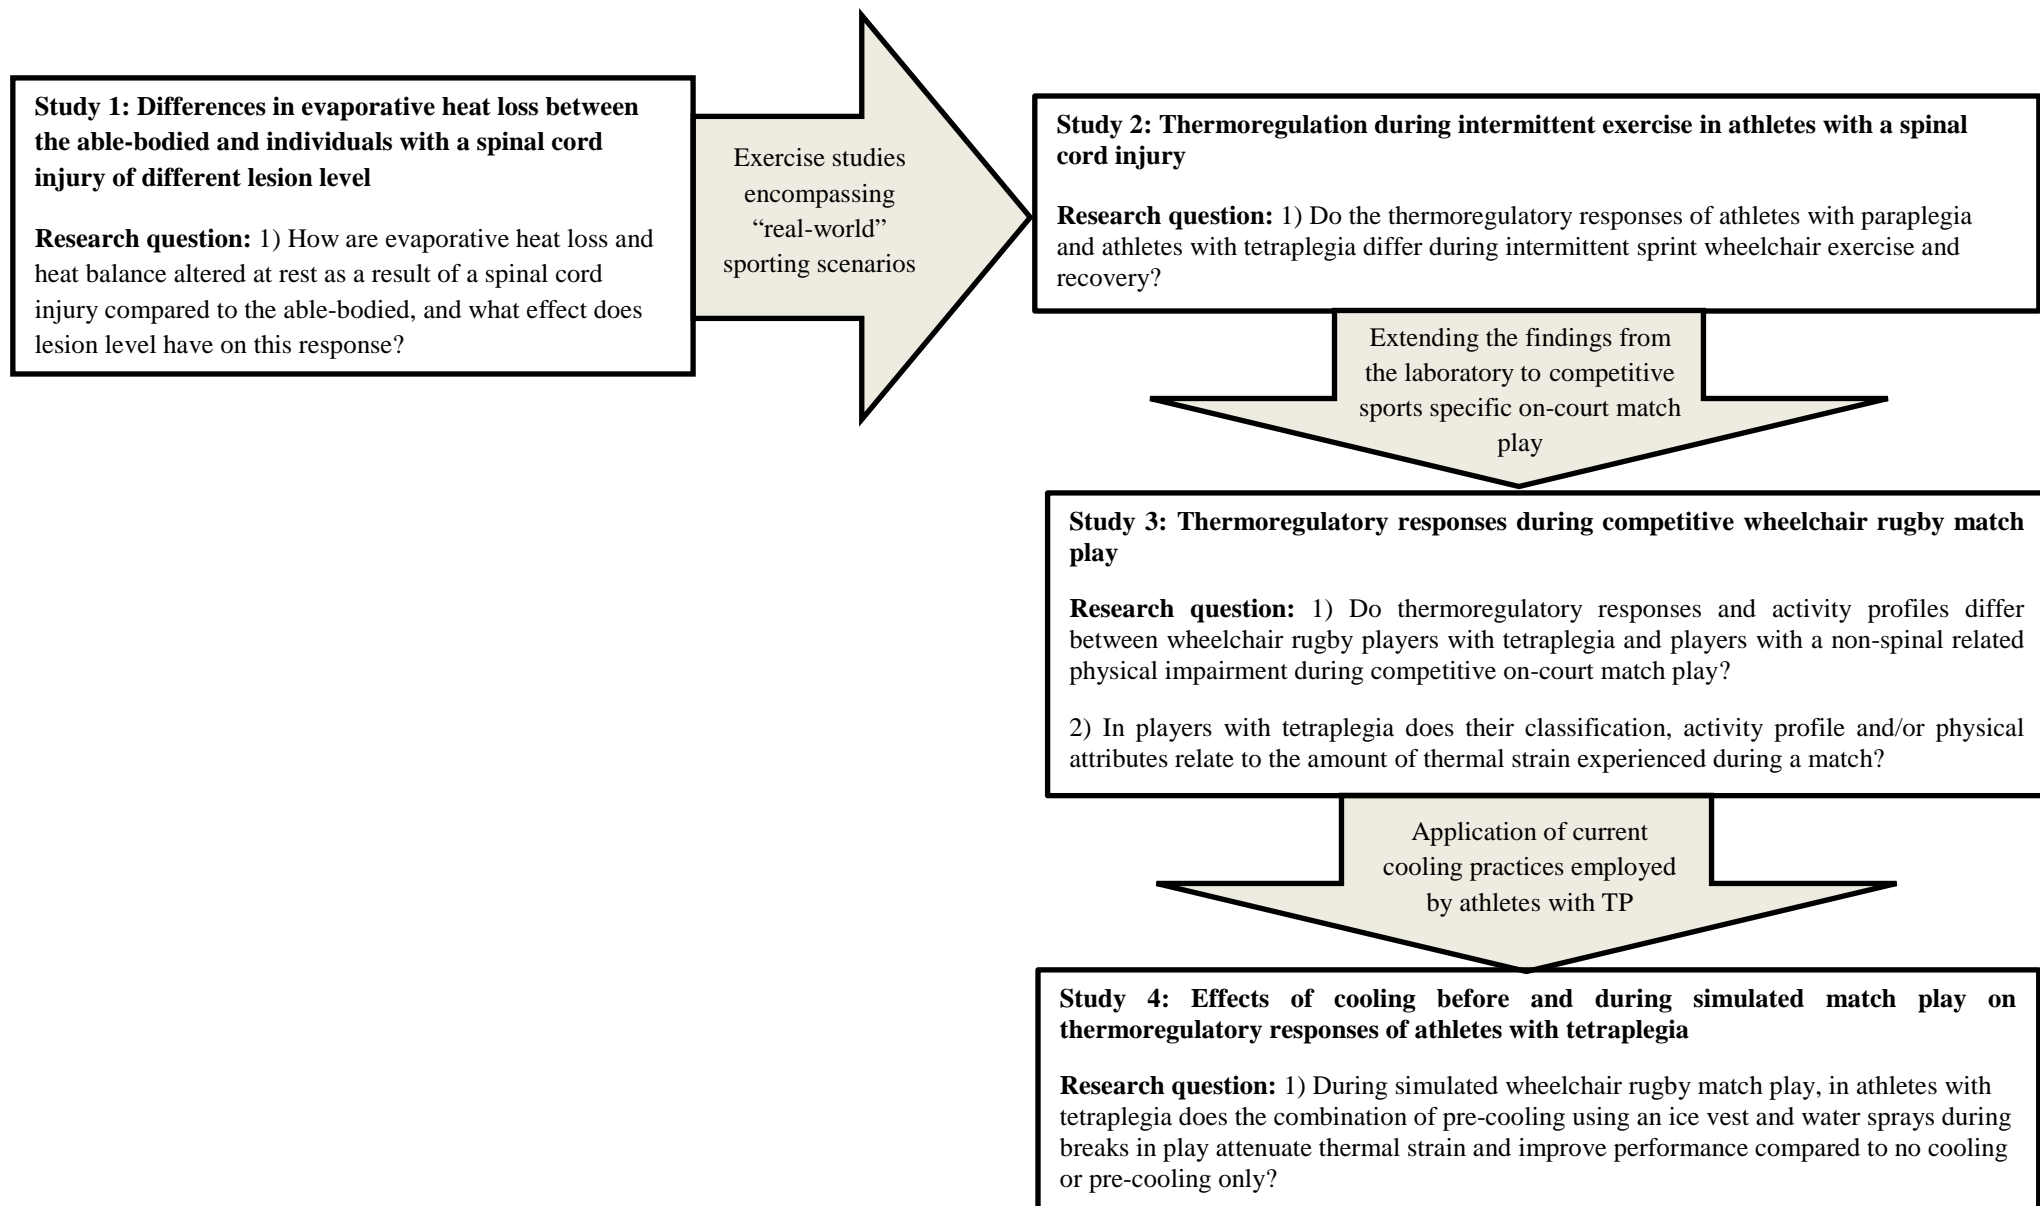 Study 1: Differences in evaporative heat loss between
the able-bodied and individuals with a spinal cord
injury of different lesion level
Research question: 1) How are evaporative heat loss and
heat balance altered at rest as a result of a spinal cord
injury compared to the able-bodied, and what effect does
lesion level have on this response?
Exercise studies
encompassing
“real-world”
sporting scenarios
Study 2: Thermoregulation during intermittent exercise in athletes with a spinal
cord injury
Research question: 1) Do the thermoregulatory responses of athletes with paraplegia
and athletes with tetraplegia differ during intermittent sprint wheelchair exercise and
recovery?
Extending the findings from
the laboratory to competitive
sports specific on-court match
play
Study 3: Thermoregulatory responses during competitive wheelchair rugby match
play
Research question: 1) Do thermoregulatory responses and activity profiles differ
between wheelchair rugby players with tetraplegia and players with a non-spinal related
physical impairment during competitive on-court match play?
2) In players with tetraplegia does their classification, activity profile and/or physical
attributes relate to the amount of thermal strain experienced during a match?
Application of current
cooling practices employed
by athletes with TP
Study 4: Effects of cooling before and during simulated match play on
thermoregulatory responses of athletes with tetraplegia
Research question: 1) During simulated wheelchair rugby match play, in athletes with
tetraplegia does the combination of pre-cooling using an ice vest and water sprays during
breaks in play attenuate thermal strain and improve performance compared to no cooling
or pre-cooling only?